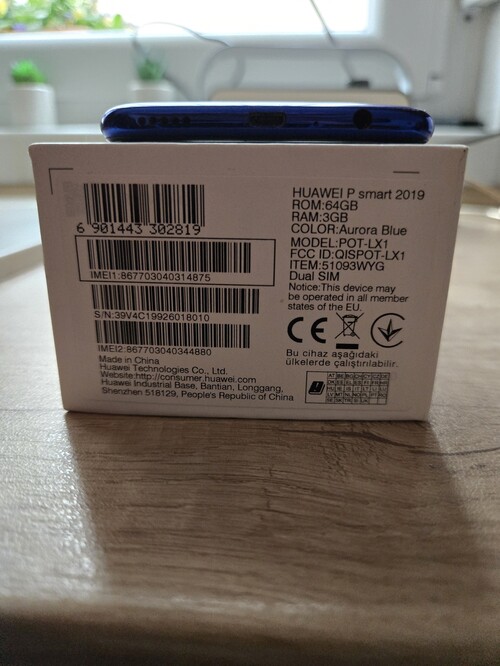 6 901443 302819
IMEI1:867703040314875
S/N:39V4C19926018010
IMEI2:867703040344880
Made in China
Huawei Technologies Co., Ltd.
Website:http://consumer.huawei.com
Huawei Industrial Base, Bantian, Longgang,
Shenzhen 518129, People's Republic of China
HUAWEI P smart 2019
ROM:64GB
RAM:3GB
COLOR:Aurora Blue
MODEL:POT-LX1
FCC ID:QISPOT-LX1
ITEM:51093WYG
Dual SIM
Notice:This device may
be operated in all member
states of the EU.
CE
Bu cihaz aşağıdaki
ülkelerde çalıştırılabilir.